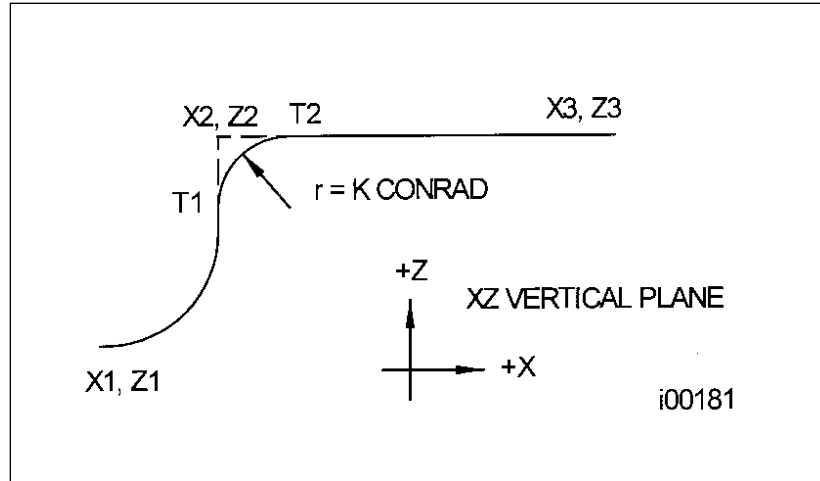 X2, Z2
T2
X3, Z3
T1
r = K CONRAD
+Z
XZ VERTICAL PLANE
+X
X1, Z1
i00181